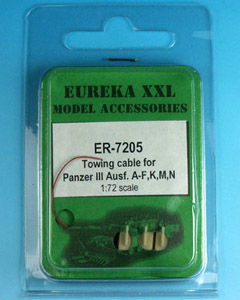 EUREKA XXL
MODEL ACCESSORIES
ER-7205
Towing cable for
Panzer III Ausf. A-F,K,M,N
1:72 scale